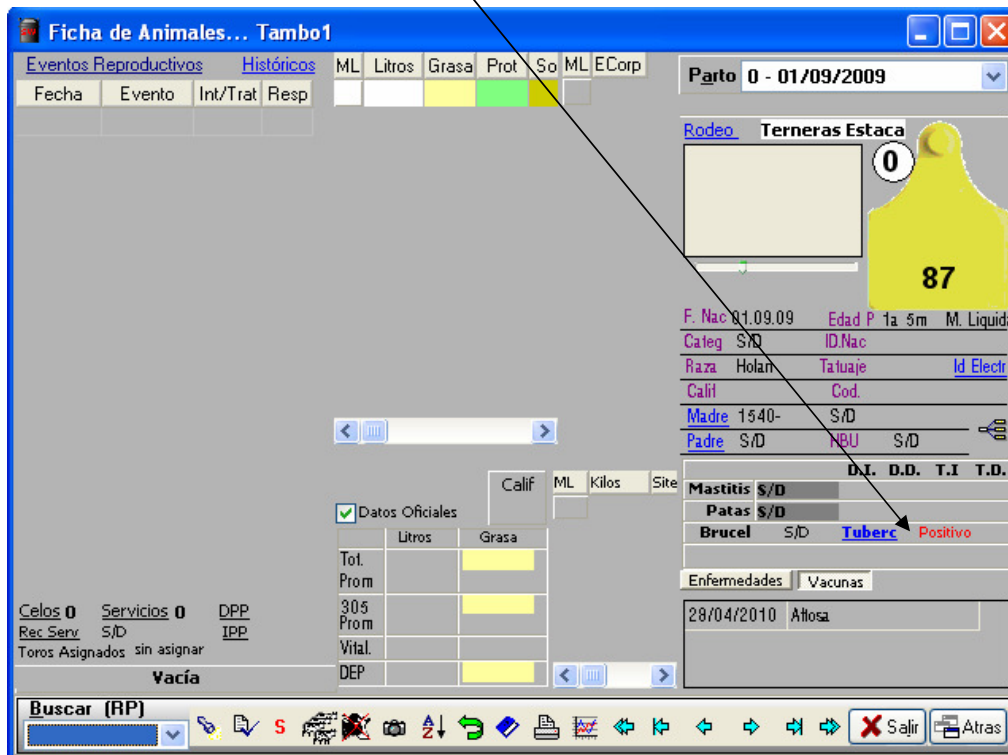 Ficha de Animales... Tambo1
Eventos Reproductivos Históricos
Fecha Evento Int/Trat Resp
ML Litros Grasa Prot So ML ECorp
Parto 0 - 01/09/2009
Rodeo Terneras Estaca
0
87
F. Nac 01.09.09 Edad P 1a 5m M. Liquida
Categ S/D ID.Nac
Raza Holan Tatuaje Id Electr
Calif Cod.
Madre 1540- S/D
Padre S/D HBU S/D
D.I. D.D. T.I T.D.
Mastitis S/D
Patas S/D
Brucel S/D Tuberc Positivo
Enfermedades Vacunas
28/04/2010 Aftosa
Calif ML Kilos Site
Datos Oficiales
Litros Grasa
Tot.
Prom
305
Prom
Vital.
DEP
Celos 0 Servicios 0 DPP
Rec Serv S/D IPP
Toros Asignados sin asignar
Vacía
Buscar (RP)
S
A
Z
Salir Atras